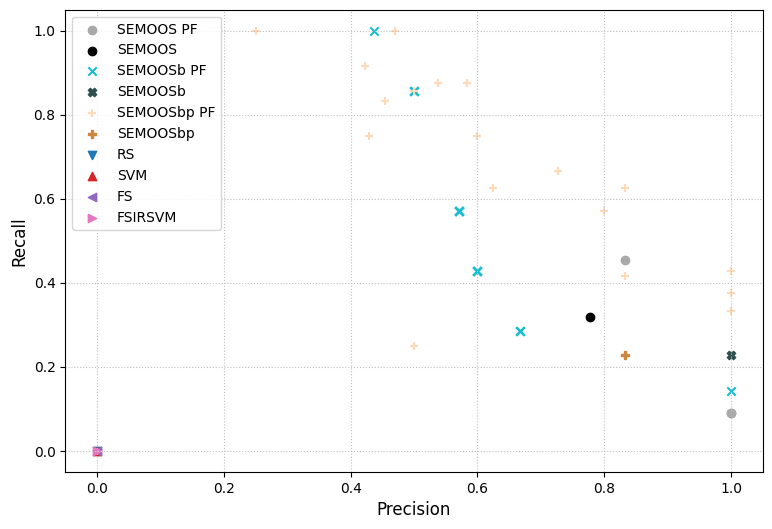 SEMOOS PF
SEMOOS
SEMOOSb PF
SEMOOSb
SEMOOSbp PF
SEMOOSbp
RS
SVM
FS
FSIRSVM
1.0
0.8
0.6
0.4
0.2
0.0
Recall
0.0 0.2 0.4 0.6 0.8 1.0
Precision